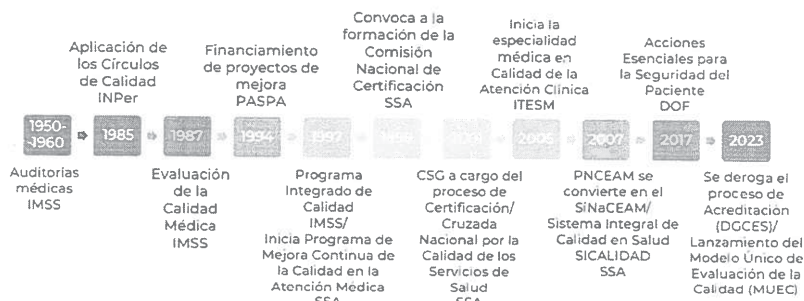 Aplicación de
los Círculos
de Calidad
INPer
Financiamiento
de proyectos de
mejora
PASPA
Convoca a la
formación de la
Comisión
Nacional de
Certificación
SSA
Inicia la
especialidad
médica en
Calidad de la
Atención Clínica
ITESM
Acciones
Esenciales para
la Seguridad del
Paciente
DOF
1950-
1960
1985
1987
1994
2005
2007
2017
2023
Auditorías
médicas
IMSS
Evaluación
de la
Calidad
Médica
IMSS
Programa
Integrado de
Calidad
IMSS/
Inicia Programa de
Mejora Continua de
la Calidad en la
Atención Médica
SSA
CSG a cargo del
proceso de
Certificación/
Cruzada
Nacional por la
Calidad de los
Servicios de
Salud
SSA
PNCEAM se
convierte en el
SiNaCEAM/
Sistema Integral de
Calidad en Salud
SICALIDAD
SSA
Se deroga el
proceso de
Acreditación
(DGCES)/
Lanzamiento del
Modelo Único de
Evaluación de la
Calidad (MUEC)